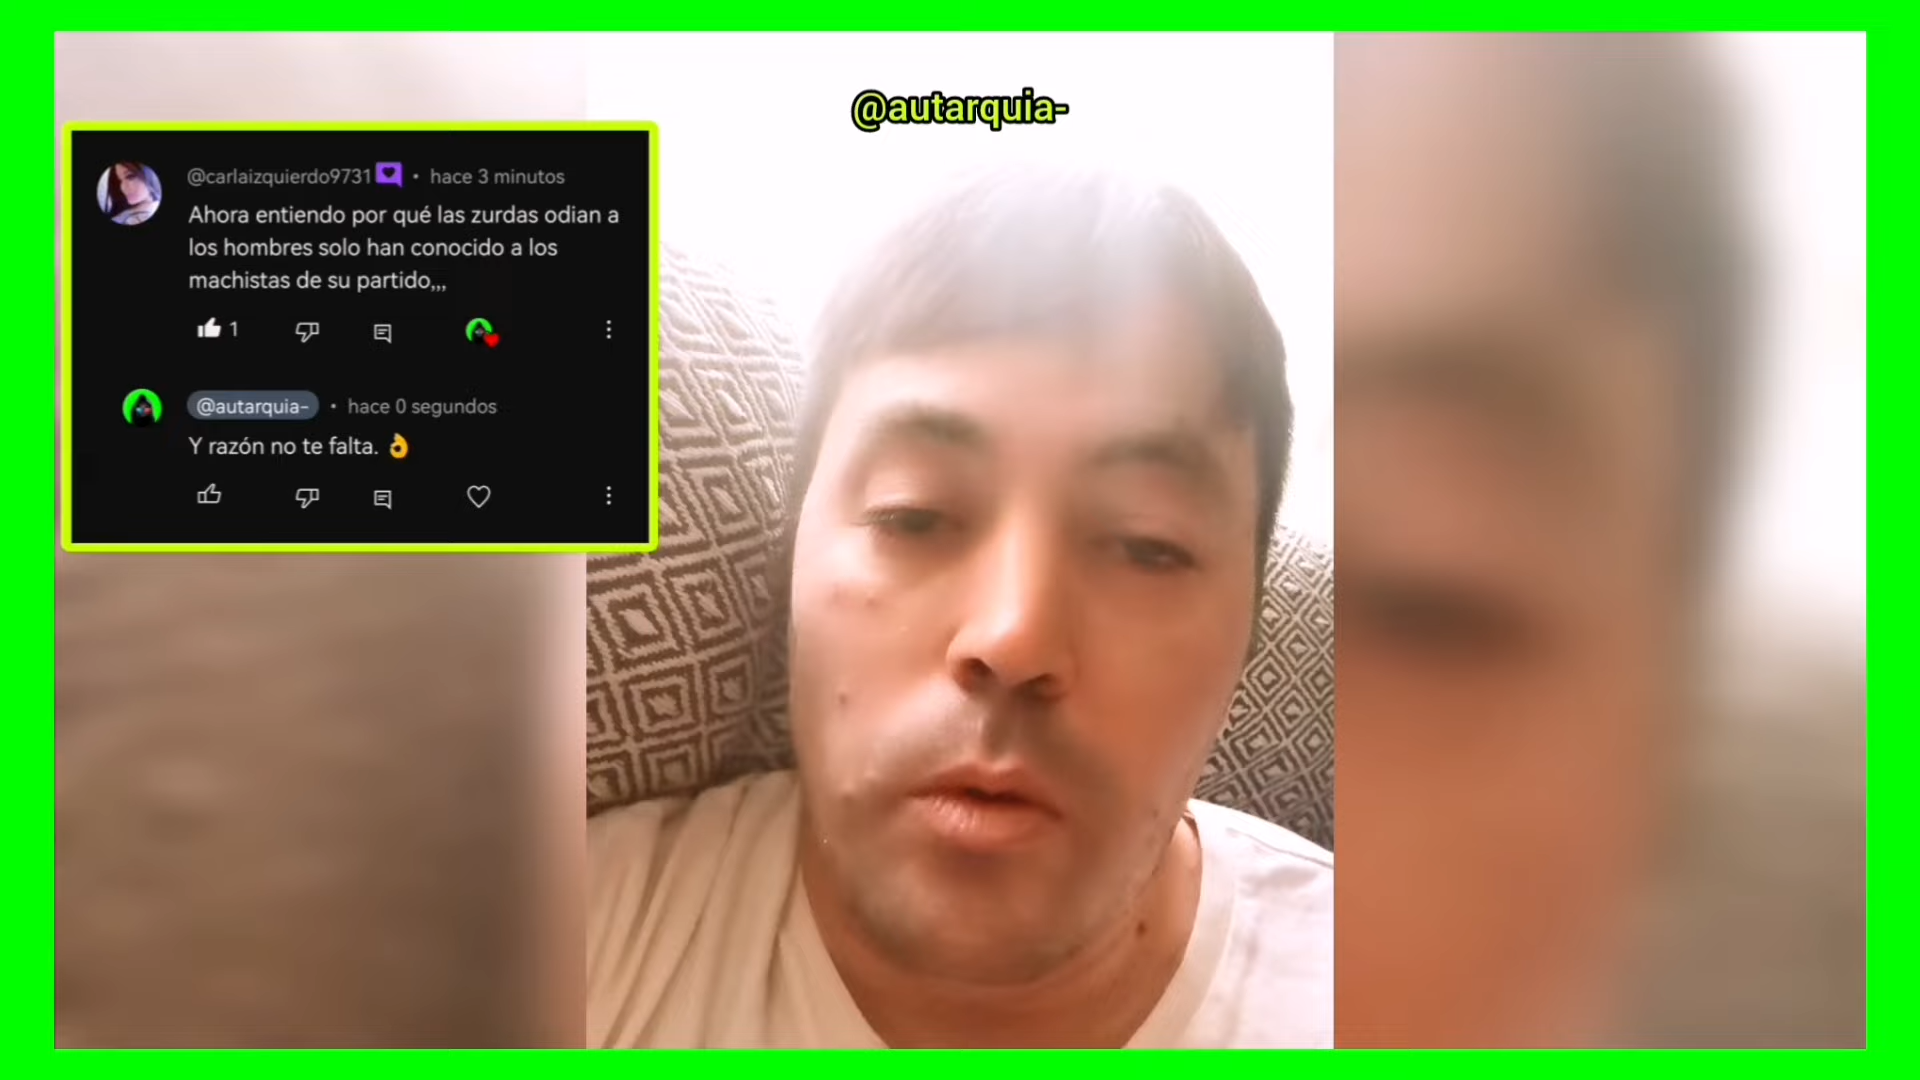 @autarquia-
@carlaizquierdo9731 • hace 3 minutos
Ahora entiendo por qué las zurdas odian a
los hombres solo han conocido a los
machistas de su partido,,,
1
@autarquia- • hace 0 segundos
Y razón no te falta. 👌